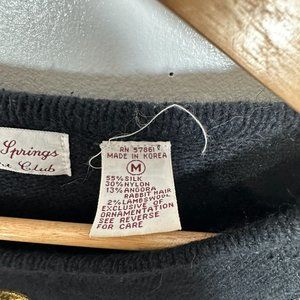 Springs
Club
RN 57861
MADE IN KOREA
M
55% SILK
30% NYLON
13% ANGORA
RABBIT HAIR
2% LAMBSWOOL
EXCLUSIVE OF
ORNAMENTATION
SEE REVERSE
FOR CARE